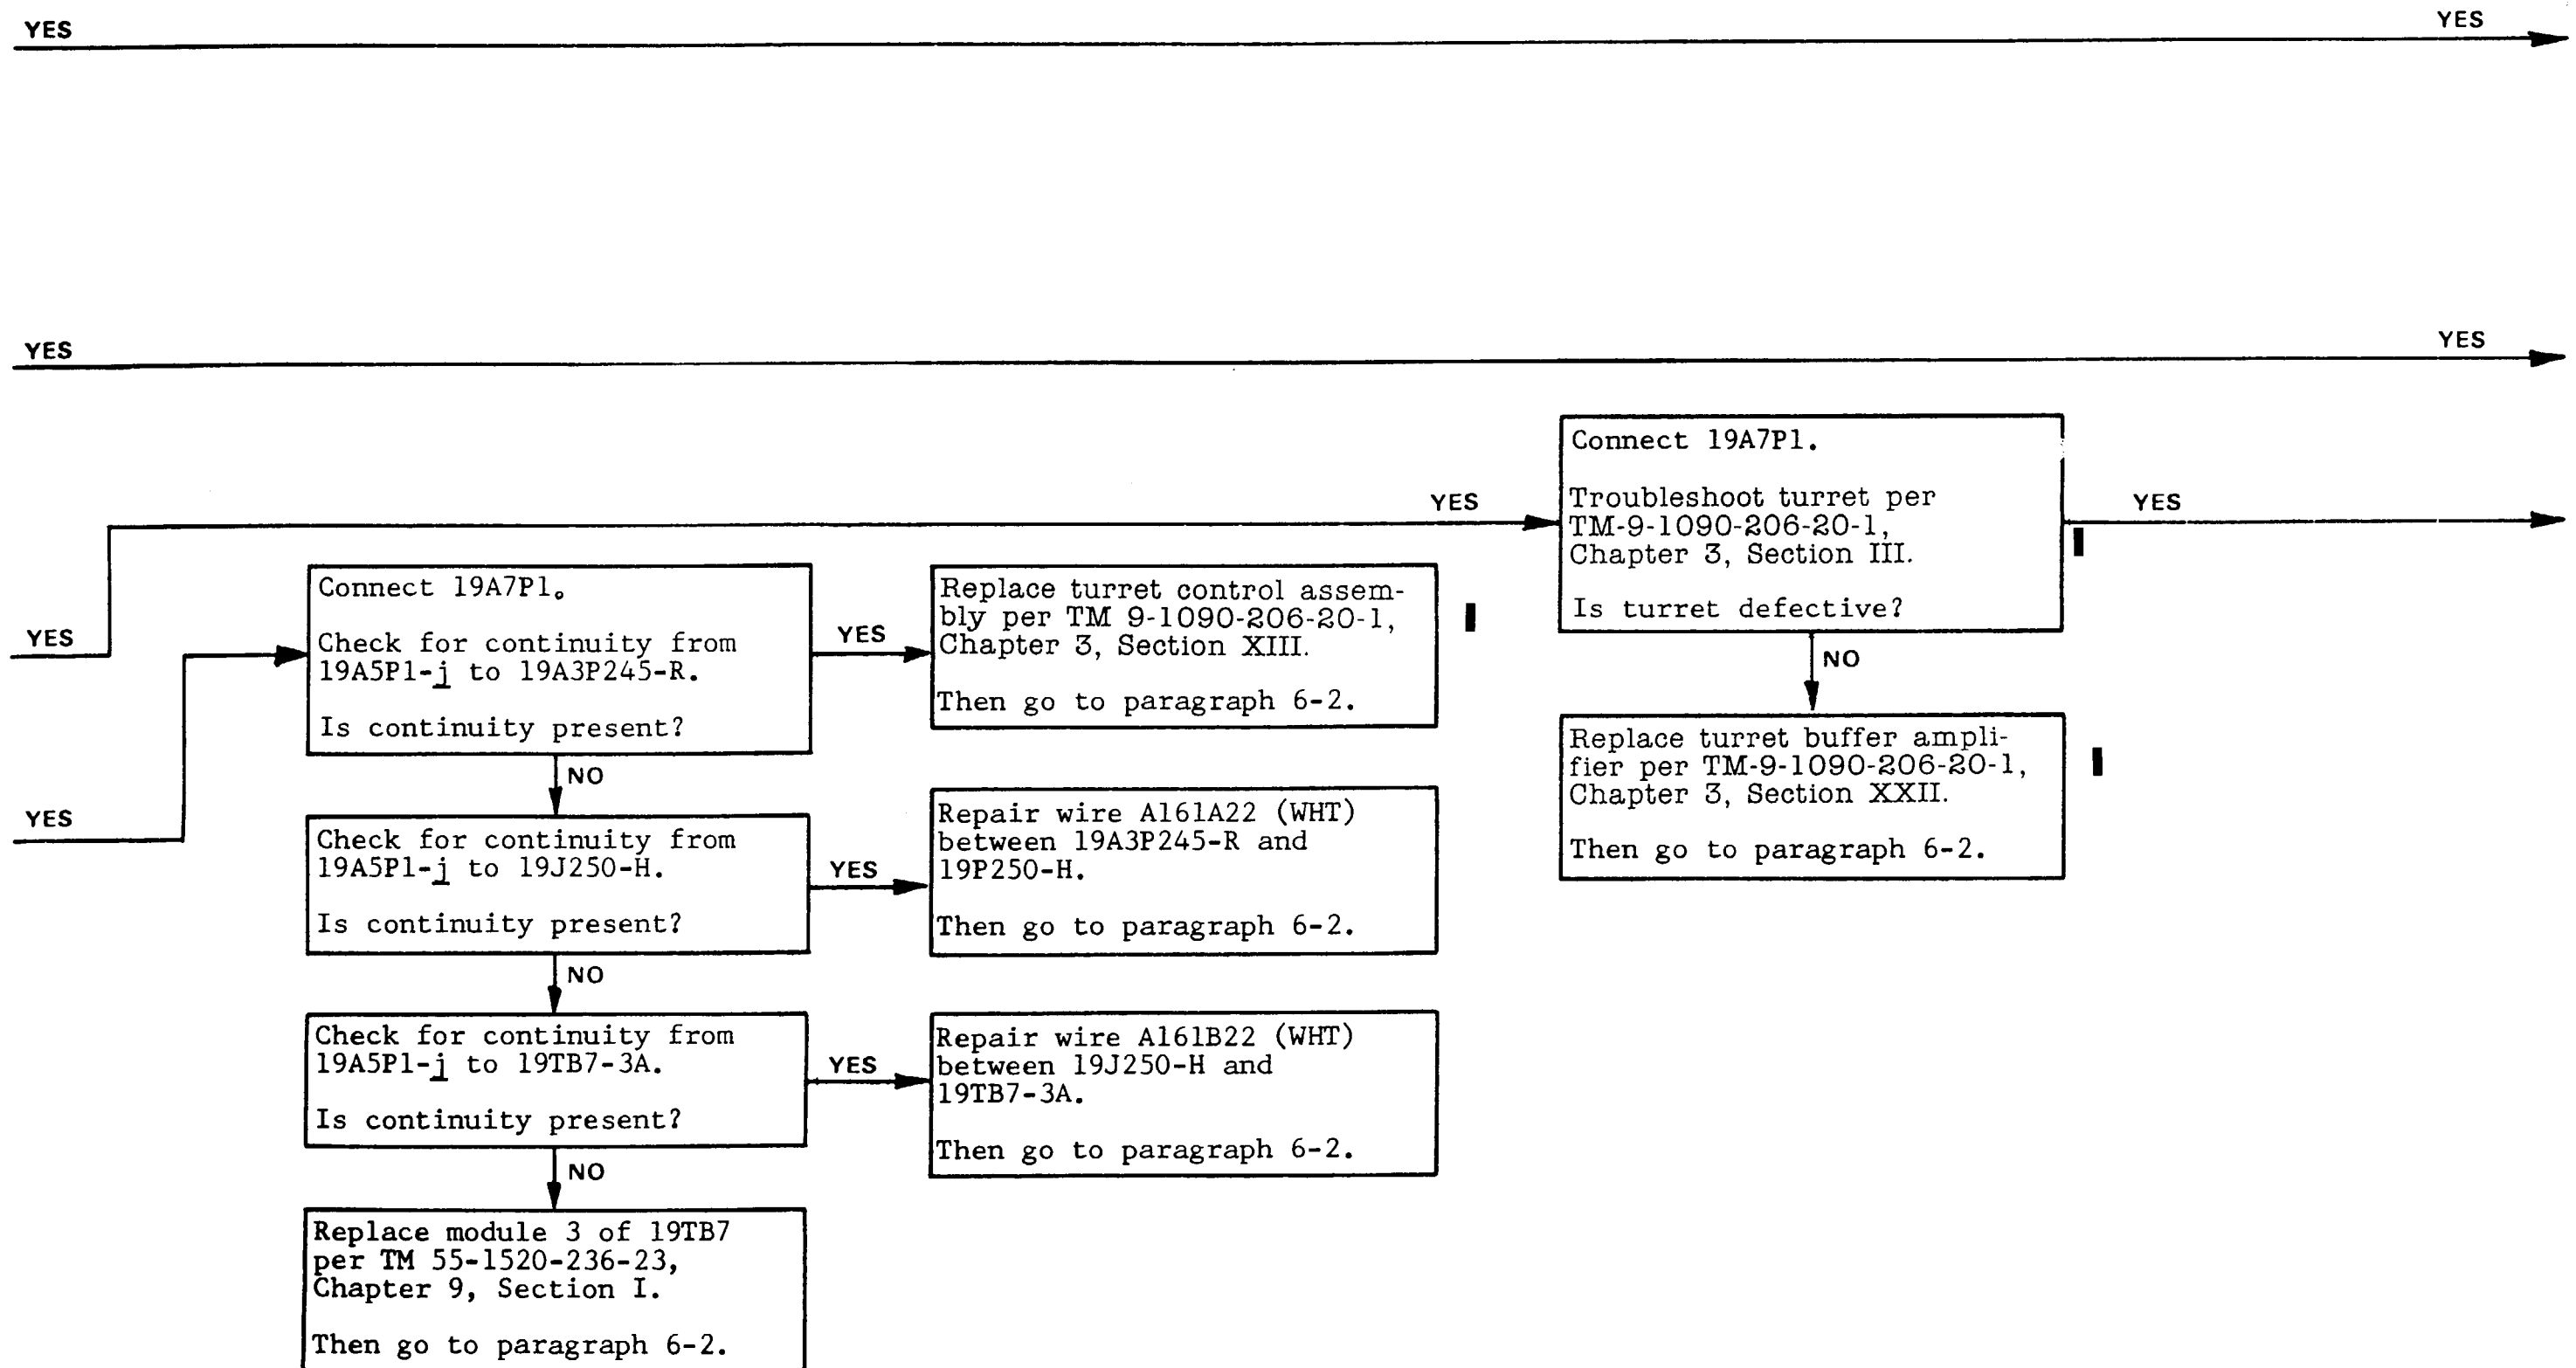 YES
YES
YES
YES
Connect 19A7P1.
Troubleshoot turret per
TM-9-1090-206-20-1,
Chapter 3, Section III.
Is turret defective?
YES
YES
NO
Replace turret buffer ampli-
fier per TM-9-1090-206-20-1,
Chapter 3, Section XXII.
Then go to paragraph 6-2.
YES
YES
Connect 19A7P1.
Check for continuity from
19A5P1-j to 19A3P245-R.
Is continuity present?
YES
Replace turret control assem-
bly per TM 9-1090-206-20-1,
Chapter 3, Section XIII.
Then go to paragraph 6-2.
NO
Check for continuity from
19A5P1-j to 19J250-H.
Is continuity present?
YES
Repair wire A161A22 (WHT)
between 19A3P245-R and
19P250-H.
Then go to paragraph 6-2.
NO
Check for continuity from
19A5P1-j to 19TB7-3A.
Is continuity present?
YES
Repair wire A161B22 (WHT)
between 19J250-H and
19TB7-3A.
Then go to paragraph 6-2.
NO
Replace module 3 of 19TB7
per TM 55-1520-236-23,
Chapter 9, Section I.
Then go to paragraph 6-2.